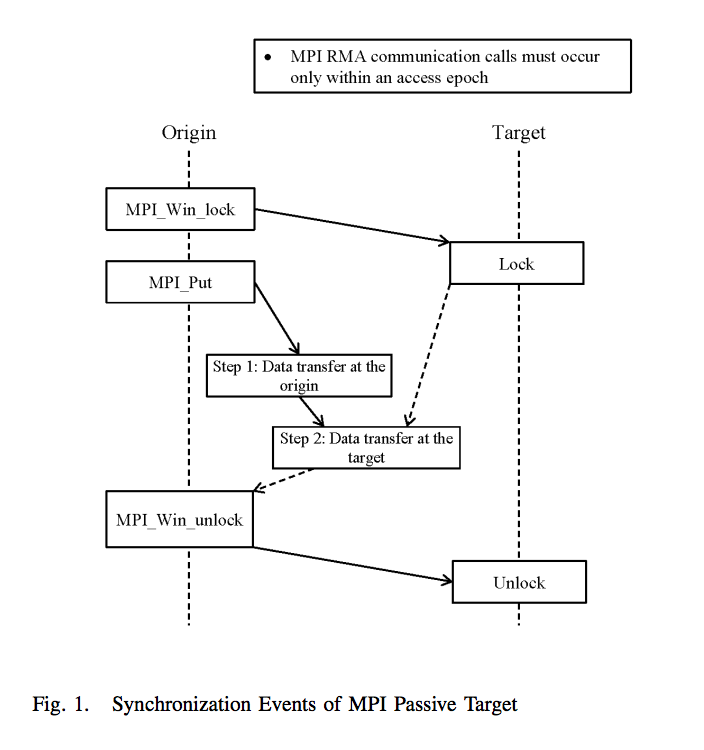 • MPI RMA communication calls must occur
only within an access epoch
Origin
Target
MPI_Win_lock
Lock
MPI_Put
Step 1: Data transfer at the
origin
Step 2: Data transfer at the
target
MPI_Win_unlock
Unlock
Fig. 1. Synchronization Events of MPI Passive Target